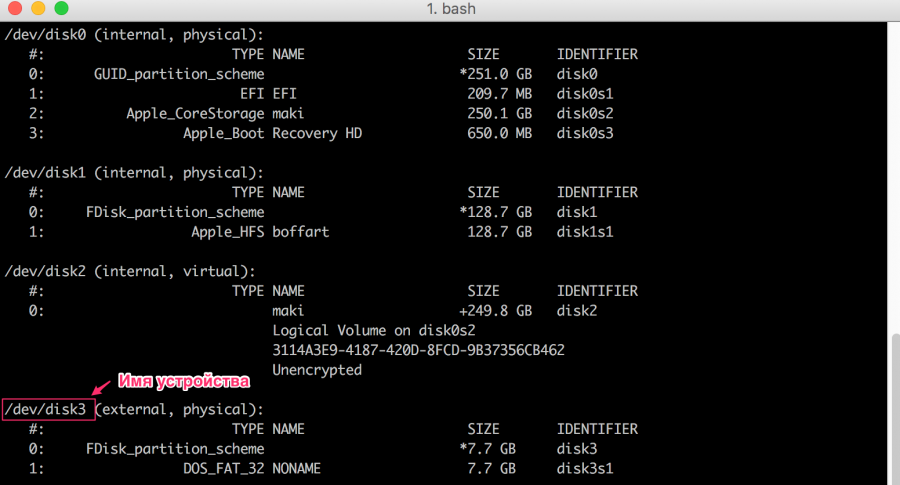 1. bash
/dev/disk0 (internal, physical):
#: TYPE NAME SIZE IDENTIFIER
0: GUID_partition_scheme *251.0 GB disk0
1: EFI EFI 209.7 MB disk0s1
2: Apple_CoreStorage maki 250.1 GB disk0s2
3: Apple_Boot Recovery HD 650.0 MB disk0s3
/dev/disk1 (internal, physical):
#: TYPE NAME SIZE IDENTIFIER
0: FDisk_partition_scheme *128.7 GB disk1
1: Apple_HFS boffart 128.7 GB disk1s1
/dev/disk2 (internal, virtual):
#: TYPE NAME SIZE IDENTIFIER
0: maki +249.8 GB disk2
Logical Volume on disk0s2
3114A3E9-4187-420D-8FCD-9B37356CB462
Unencrypted
Имя устройства
/dev/disk3 (external, physical):
#: TYPE NAME SIZE IDENTIFIER
0: FDisk_partition_scheme *7.7 GB disk3
1: DOS_FAT_32 NONAME 7.7 GB disk3s1